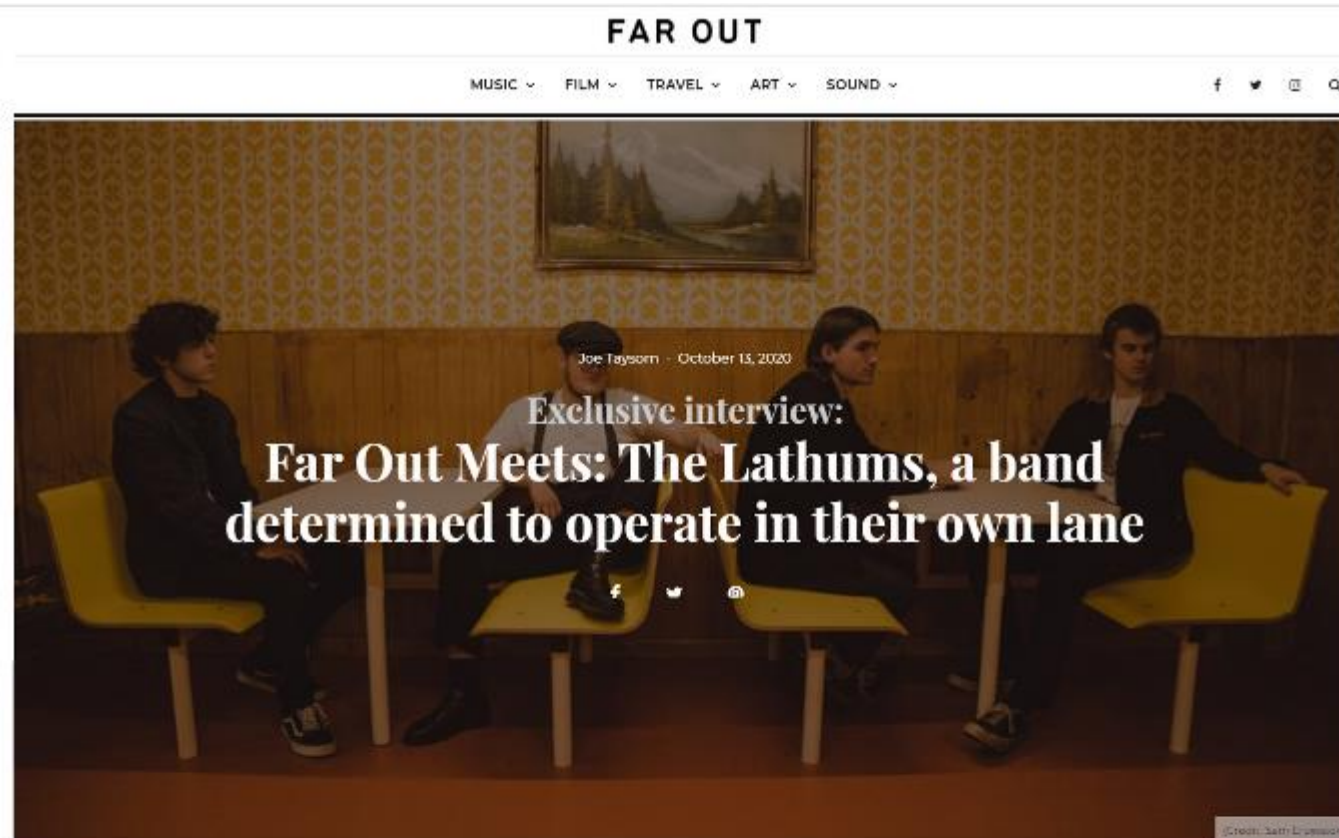 FAR OUT
MUSIC FILM TRAVEL ART SOUND
Joe Taysom - October 13, 2020
Exclusive interview:
Far Out Meets: The Lathums, a band
determined to operate in their own lane
(Credit: